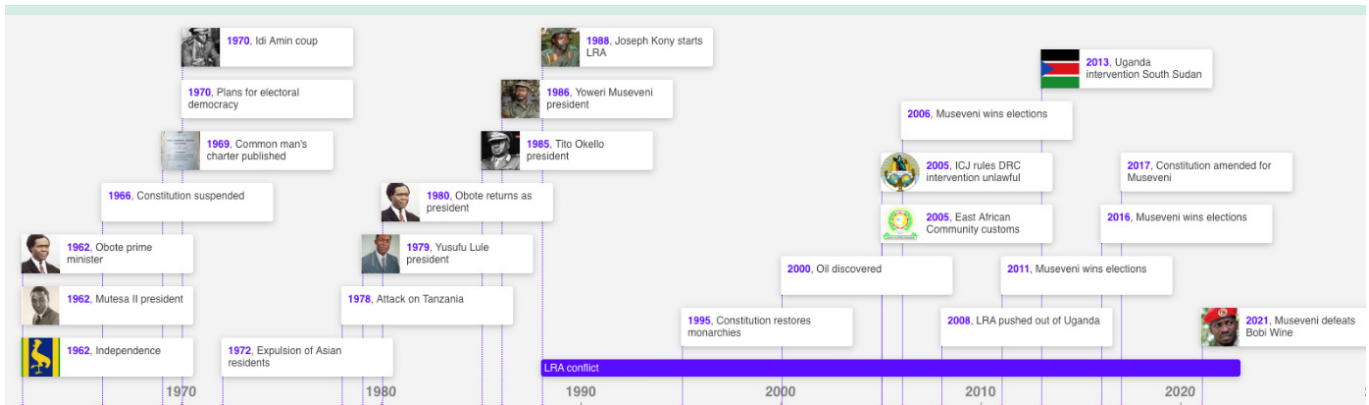 1970, Idi Amin coup
1988, Joseph Kony starts
LRA
2013, Uganda
intervention South Sudan
1970, Plans for electoral
democracy
1986, Yoweri Museveni
president
2006, Museveni wins elections
1969, Common man's
charter published
1985, Tito Okello
president
2005, ICJ rules DRC
intervention unlawful
2017, Constitution amended for
Museveni
1966, Constitution suspended
1980, Obote returns as
president
2005, East African
Community customs
2016, Museveni wins elections
1962, Obote prime
minister
1979, Yusufu Lule
president
2000, Oil discovered
2011, Museveni wins elections
1962, Mutesa II president
1978, Attack on Tanzania
1995, Constitution restores
monarchies
2008, LRA pushed out of Uganda
2021, Museveni defeats
Bobi Wine
1962, Independence
1972, Expulsion of Asian
residents
LRA conflict
1970
1980
1990
2000
2010
2020